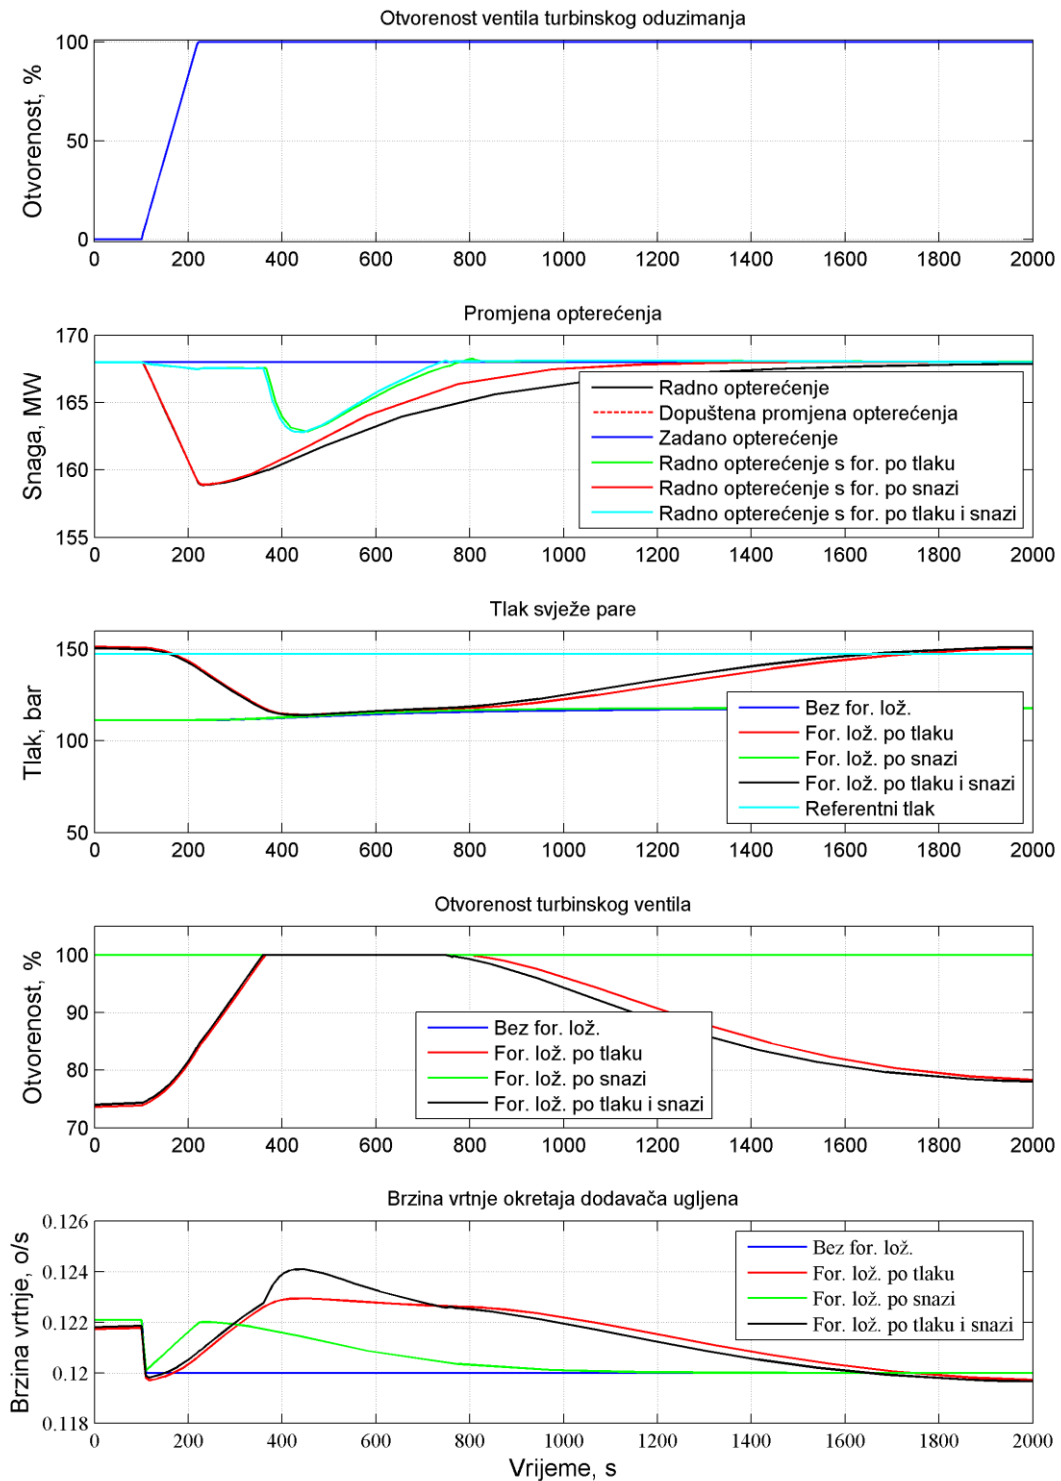 Otvorenost ventila turbinskog oduzimanja
Otvorenost, %
100
50
0
0 200 400 600 800 1000 1200 1400 1600 1800 2000
Promjena opterećenja
Snaga, MW
170
165
160
155
Radno opterećenje
Dopuštena promjena opterećenja
Zadano opterećenje
Radno opterećenje s for. po tlaku
Radno opterećenje s for. po snazi
Radno opterećenje s for. po tlaku i snazi
0 200 400 600 800 1000 1200 1400 1600 1800 2000
Tlak svježe pare
Tlak, bar
150
100
50
Bez for. lož.
For. lož. po tlaku
For. lož. po snazi
For. lož. po tlaku i snazi
Referentni tlak
0 200 400 600 800 1000 1200 1400 1600 1800 2000
Otvorenost turbinskog ventila
Otvorenost, %
100
90
80
70
Bez for. lož.
For. lož. po tlaku
For. lož. po snazi
For. lož. po tlaku i snazi
0 200 400 600 800 1000 1200 1400 1600 1800 2000
Brzina vrtnje okretaja dodavača ugljena
Brzina vrtnje, o/s
0.126
0.124
0.122
0.12
0.118
Bez for. lož.
For. lož. po tlaku
For. lož. po snazi
For. lož. po tlaku i snazi
0 200 400 600 800 1000 1200 1400 1600 1800 2000
Vrijeme, s